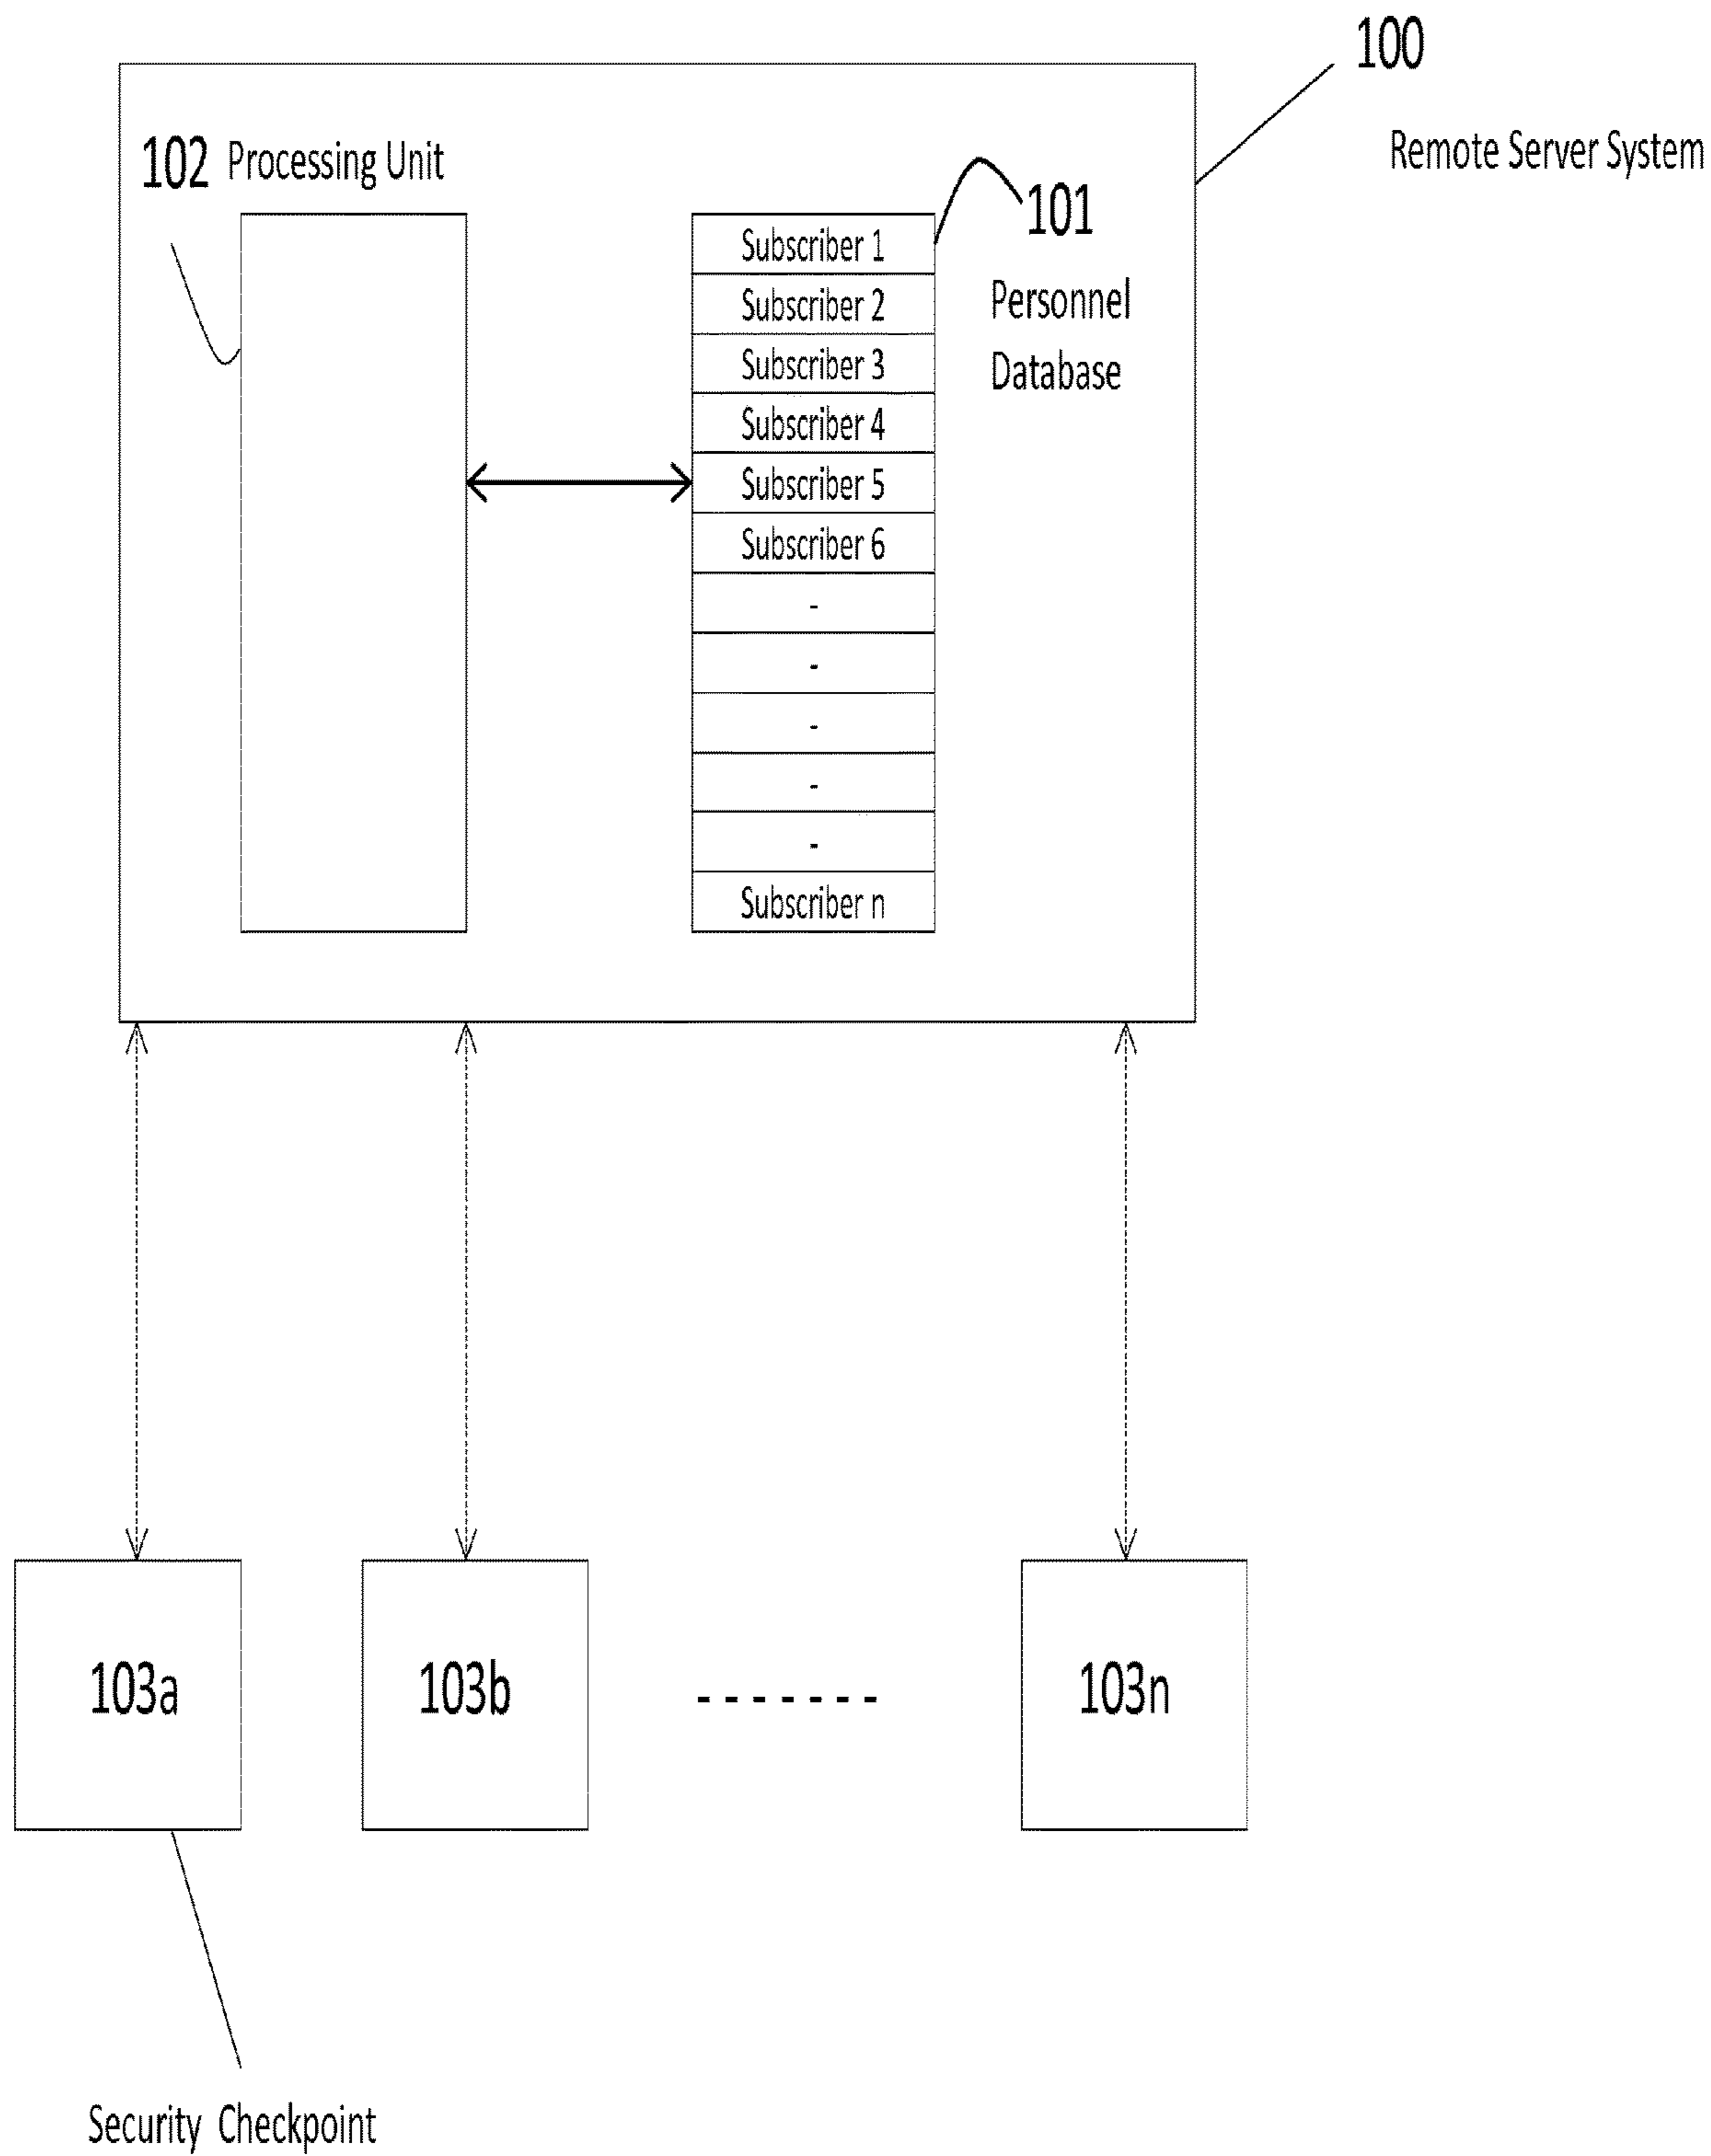 100
Remote Server System
102 Processing Unit
101
Personnel
Database
Subscriber 1
Subscriber 2
Subscriber 3
Subscriber 4
Subscriber 5
Subscriber 6
-
-
-
-
-
Subscriber n
103a
103b
-------
103n
Security Checkpoint